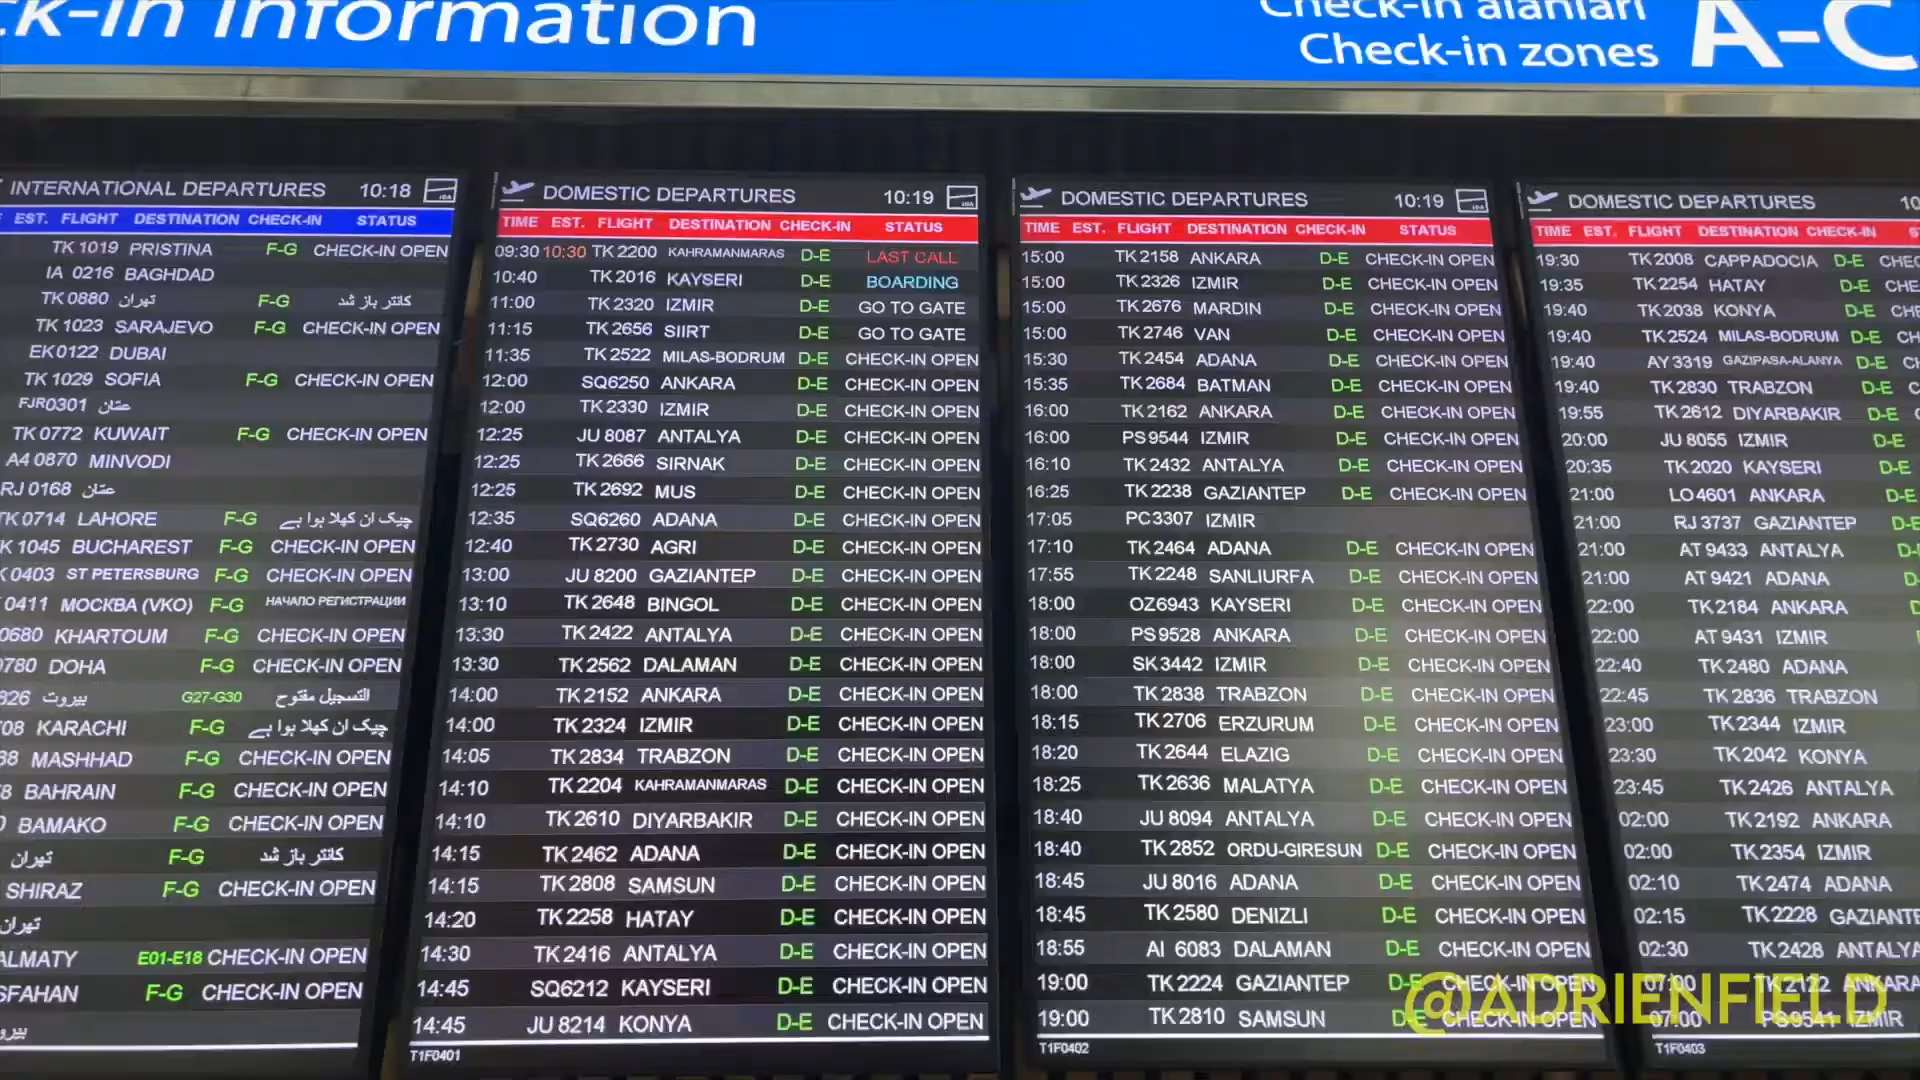 k-in Information
Check-in alanları
Check-in zones
A-C
INTERNATIONAL DEPARTURES 10:18
EST. FLIGHT DESTINATION CHECK-IN STATUS
TK 1019 PRISTINA F-G CHECK-IN OPEN
IA 0216 BAGHDAD
TK 0880 تهران F-G کانتر باز شد
TK 1023 SARAJEVO F-G CHECK-IN OPEN
EK 0122 DUBAI
TK 1029 SOFIA F-G CHECK-IN OPEN
FJR0301 عمّان
TK 0772 KUWAIT F-G CHECK-IN OPEN
A4 0870 MINVODI
RJ 0168 عمّان
TK 0714 LAHORE F-G چیک ان کھلا ہوا ہے
K 1045 BUCHAREST F-G CHECK-IN OPEN
K 0403 ST PETERSBURG F-G CHECK-IN OPEN
0411 МОСКВА (VKO) F-G НАЧАЛО РЕГИСТРАЦИИ
0680 KHARTOUM F-G CHECK-IN OPEN
0780 DOHA F-G CHECK-IN OPEN
826 بيروت G27-G30 التسجيل مفتوح
08 KARACHI F-G چیک ان کھلا ہوا ہے
38 MASHHAD F-G CHECK-IN OPEN
8 BAHRAIN F-G CHECK-IN OPEN
BAMAKO F-G CHECK-IN OPEN
تهران F-G کانتر باز شد
SHIRAZ F-G CHECK-IN OPEN
تهران
ALMATY E01-E18 CHECK-IN OPEN
SFAHAN F-G CHECK-IN OPEN
DOMESTIC DEPARTURES 10:19
TIME EST. FLIGHT DESTINATION CHECK-IN STATUS
09:30 10:30 TK 2200 KAHRAMANMARAS D-E LAST CALL
10:40 TK 2016 KAYSERI D-E BOARDING
11:00 TK 2320 IZMIR D-E GO TO GATE
11:15 TK 2656 SIIRT D-E GO TO GATE
11:35 TK 2522 MILAS-BODRUM D-E CHECK-IN OPEN
12:00 SQ6250 ANKARA D-E CHECK-IN OPEN
12:00 TK 2330 IZMIR D-E CHECK-IN OPEN
12:25 JU 8087 ANTALYA D-E CHECK-IN OPEN
12:25 TK 2666 SIRNAK D-E CHECK-IN OPEN
12:25 TK 2692 MUS D-E CHECK-IN OPEN
12:35 SQ6260 ADANA D-E CHECK-IN OPEN
12:40 TK 2730 AGRI D-E CHECK-IN OPEN
13:00 JU 8200 GAZIANTEP D-E CHECK-IN OPEN
13:10 TK 2648 BINGOL D-E CHECK-IN OPEN
13:30 TK 2422 ANTALYA D-E CHECK-IN OPEN
13:30 TK 2562 DALAMAN D-E CHECK-IN OPEN
14:00 TK 2152 ANKARA D-E CHECK-IN OPEN
14:00 TK 2324 IZMIR D-E CHECK-IN OPEN
14:05 TK 2834 TRABZON D-E CHECK-IN OPEN
14:10 TK 2204 KAHRAMANMARAS D-E CHECK-IN OPEN
14:10 TK 2610 DIYARBAKIR D-E CHECK-IN OPEN
14:15 TK 2462 ADANA D-E CHECK-IN OPEN
14:15 TK 2808 SAMSUN D-E CHECK-IN OPEN
14:20 TK 2258 HATAY D-E CHECK-IN OPEN
14:30 TK 2416 ANTALYA D-E CHECK-IN OPEN
14:45 SQ6212 KAYSERI D-E CHECK-IN OPEN
14:45 JU 8214 KONYA D-E CHECK-IN OPEN
T1F0401
DOMESTIC DEPARTURES 10:19
TIME EST. FLIGHT DESTINATION CHECK-IN STATUS
15:00 TK 2158 ANKARA D-E CHECK-IN OPEN
15:00 TK 2326 IZMIR D-E CHECK-IN OPEN
15:00 TK 2676 MARDIN D-E CHECK-IN OPEN
15:00 TK 2746 VAN D-E CHECK-IN OPEN
15:30 TK 2454 ADANA D-E CHECK-IN OPEN
15:35 TK 2684 BATMAN D-E CHECK-IN OPEN
16:00 TK 2162 ANKARA D-E CHECK-IN OPEN
16:00 PS 9544 IZMIR D-E CHECK-IN OPEN
16:10 TK 2432 ANTALYA D-E CHECK-IN OPEN
16:25 TK 2238 GAZIANTEP D-E CHECK-IN OPEN
17:05 PC3307 IZMIR
17:10 TK 2464 ADANA D-E CHECK-IN OPEN
17:55 TK 2248 SANLIURFA D-E CHECK-IN OPEN
18:00 OZ6943 KAYSERI D-E CHECK-IN OPEN
18:00 PS 9528 ANKARA D-E CHECK-IN OPEN
18:00 SK 3442 IZMIR D-E CHECK-IN OPEN
18:00 TK 2838 TRABZON D-E CHECK-IN OPEN
18:15 TK 2706 ERZURUM D-E CHECK-IN OPEN
18:20 TK 2644 ELAZIG D-E CHECK-IN OPEN
18:25 TK 2636 MALATYA D-E CHECK-IN OPEN
18:40 JU 8094 ANTALYA D-E CHECK-IN OPEN
18:40 TK 2852 ORDU-GIRESUN D-E CHECK-IN OPEN
18:45 JU 8016 ADANA D-E CHECK-IN OPEN
18:45 TK 2580 DENIZLI D-E CHECK-IN OPEN
18:55 AI 6083 DALAMAN D-E CHECK-IN OPEN
19:00 TK 2224 GAZIANTEP D-E CHECK-IN OPEN
19:00 TK 2810 SAMSUN D-E CHECK-IN OPEN
T1F0402
DOMESTIC DEPARTURES 10
TIME EST. FLIGHT DESTINATION CHECK-IN S
19:30 TK 2008 CAPPADOCIA D-E CHEC
19:35 TK 2254 HATAY D-E CHE
19:40 TK 2038 KONYA D-E CHE
19:40 TK 2524 MILAS-BODRUM D-E CH
19:40 AY 3319 GAZIPASA-ALANYA D-E CH
19:40 TK 2830 TRABZON D-E C
19:55 TK 2612 DIYARBAKIR D-E C
20:00 JU 8055 IZMIR D-E
20:35 TK 2020 KAYSERI D-E
21:00 LO 4601 ANKARA D-E
21:00 RJ 3737 GAZIANTEP D-E
21:00 AT 9433 ANTALYA D-
21:00 AT 9421 ADANA D
22:00 TK 2184 ANKARA
22:00 AT 9431 IZMIR
22:40 TK 2480 ADANA
22:45 TK 2836 TRABZON
23:00 TK 2344 IZMIR
23:30 TK 2042 KONYA
23:45 TK 2426 ANTALYA
02:00 TK 2192 ANKARA
02:00 TK 2354 IZMIR
02:10 TK 2474 ADANA
02:15 TK 2228 GAZIANTE
02:30 TK 2428 ANTALYA
07:00 TK 2122 ANKARA
07:00 PS 9541 IZMIR
T1F0403
@ADRIENFIELD